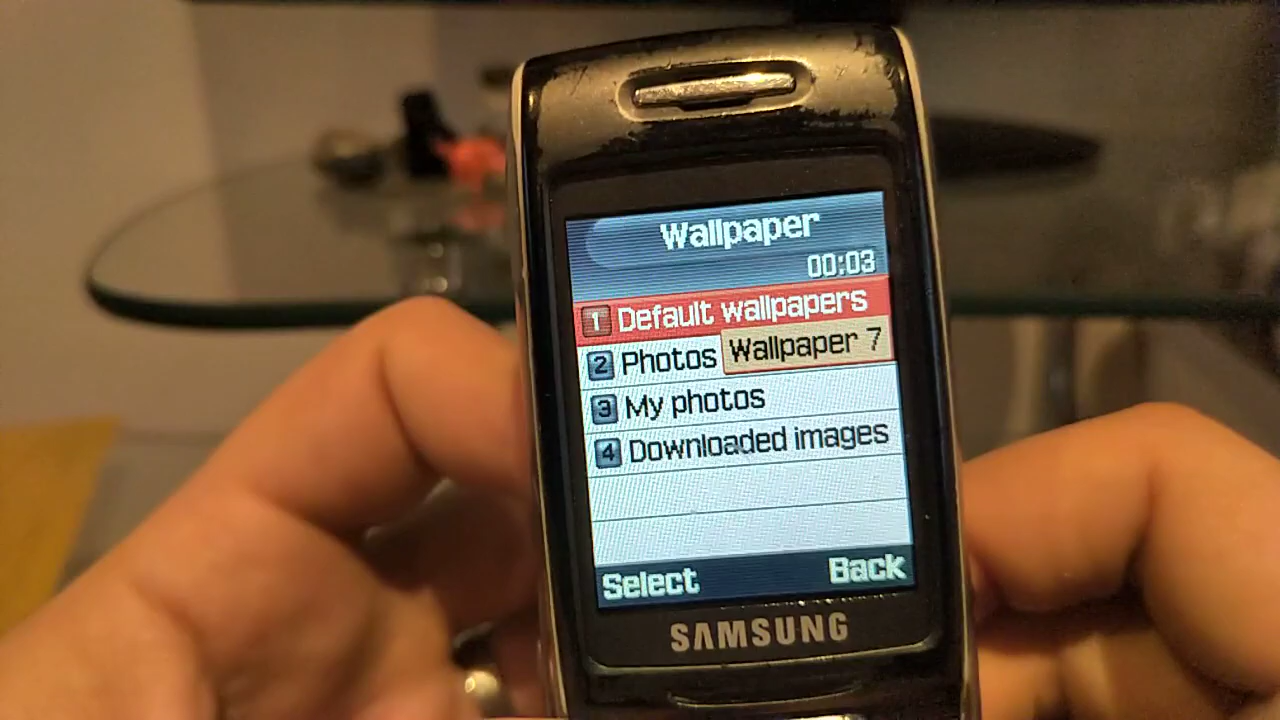 Wallpaper
00:03
1 Default wallpapers
2 Photos Wallpaper 7
3 My photos
4 Downloaded images
Select Back
SAMSUNG